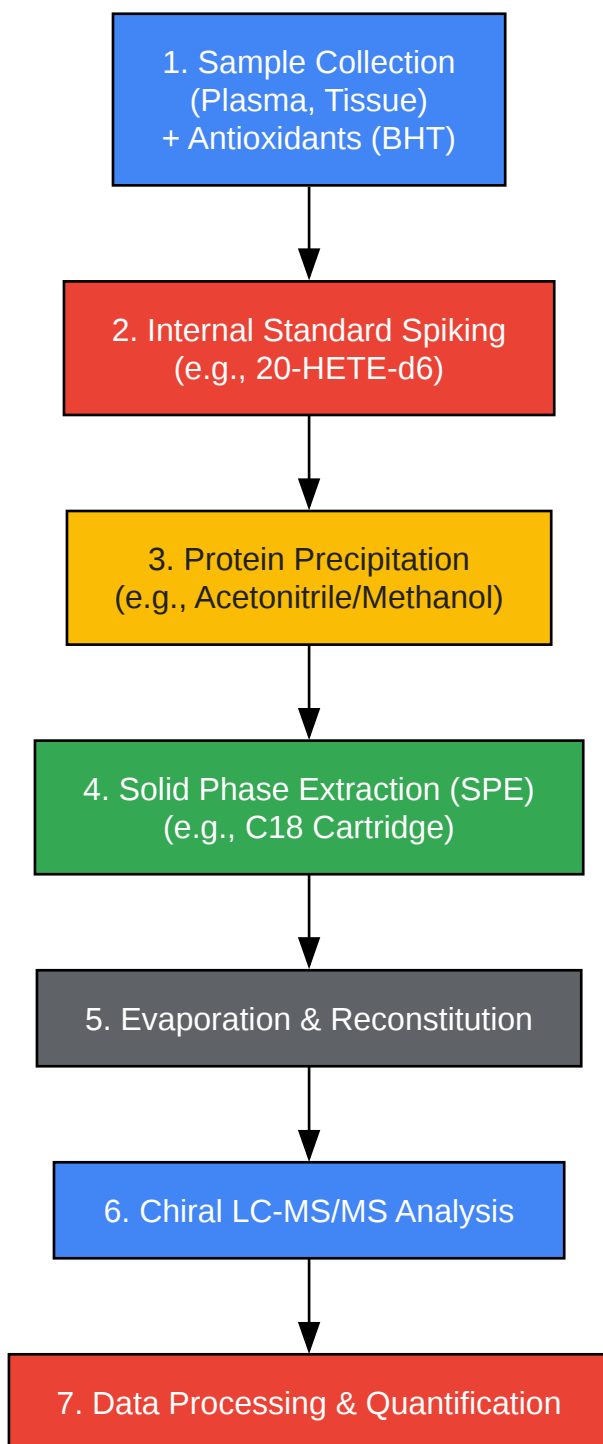 1. Sample Collection
(Plasma, Tissue)
+ Antioxidants (BHT)
2. Internal Standard Spiking
(e.g., 20-HETE-d6)
3. Protein Precipitation
(e.g., Acetonitrile/Methanol)
4. Solid Phase Extraction (SPE)
(e.g., C18 Cartridge)
5. Evaporation & Reconstitution
6. Chiral LC-MS/MS Analysis
7. Data Processing & Quantification